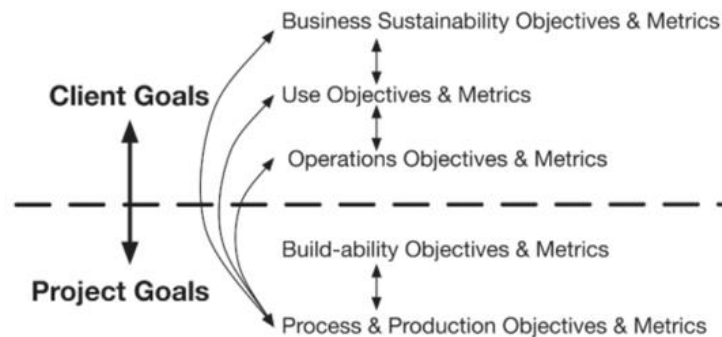 Business Sustainability Objectives & Metrics
Client Goals
Use Objectives & Metrics
Operations Objectives & Metrics
Build-ability Objectives & Metrics
Project Goals
Process & Production Objectives & Metrics